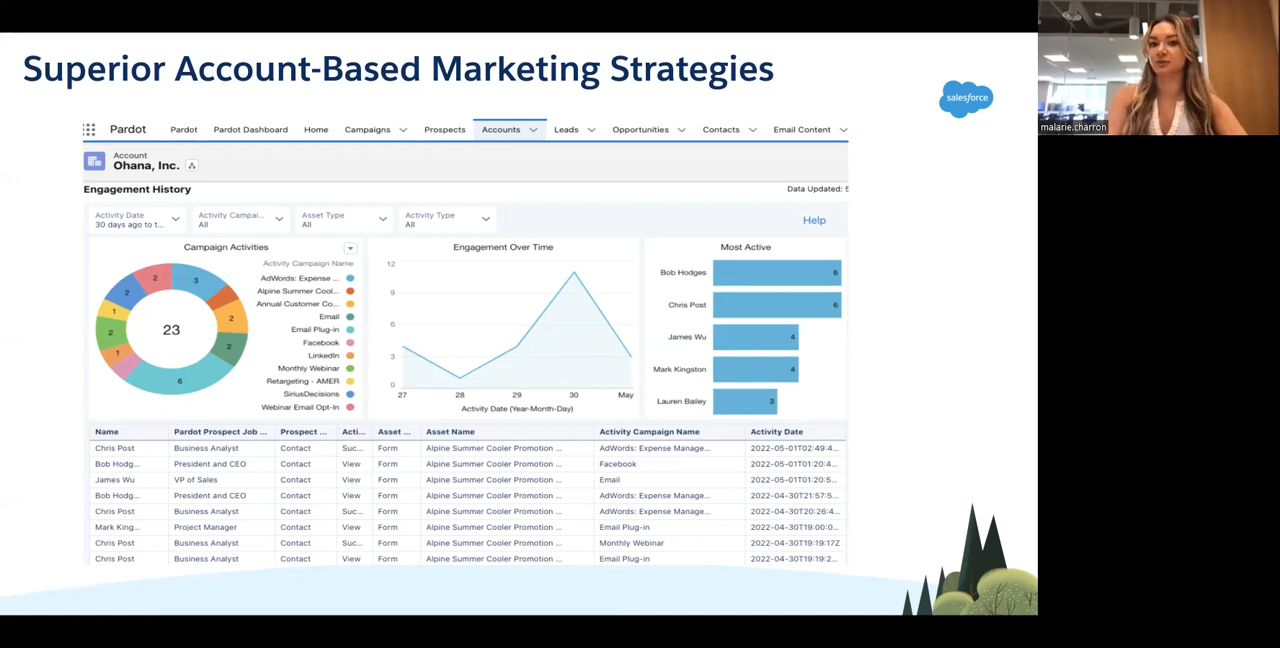 Superior Account-Based Marketing Strategies
salesforce
malarie.charron
Pardot Pardot Pardot Dashboard Home Campaigns Prospects Accounts Leads Opportunities Contacts Email Content
Account
Ohana, Inc.
Engagement History
Data Updated: 5
Activity Date Activity Campai... Asset Type Activity Type
30 days ago to t... All All All
Help
Campaign Activities
Activity Campaign Name
AdWords: Expense ...
Alpine Summer Cool...
Annual Customer Co...
Email
Email Plug-in
Facebook
LinkedIn
Monthly Webinar
Retargeting - AMER
SiriusDecisions
Webinar Email Opt-In
3
2
2
6
1
2
1
2
2
23
Engagement Over Time
12
9
6
3
0
27 28 29 30 May
Activity Date (Year-Month-Day)
Most Active
Bob Hodges 6
Chris Post 6
James Wu 4
Mark Kingston 4
Lauren Bailey 3
Name Pardot Prospect Job ... Prospect ... Acti... Asset ... Asset Name Activity Campaign Name Activity Date
Chris Post Business Analyst Contact Suc... Form Alpine Summer Cooler Promotion ... AdWords: Expense Manage... 2022-05-01T02:49:4...
Bob Hodg... President and CEO Contact View Form Alpine Summer Cooler Promotion ... Facebook 2022-05-01T01:20:4...
James Wu VP of Sales Contact View Form Alpine Summer Cooler Promotion ... Email 2022-05-01T01:20:5...
Bob Hodg... President and CEO Contact View Form Alpine Summer Cooler Promotion ... AdWords: Expense Manage... 2022-04-30T21:57:5...
Chris Post Business Analyst Contact Suc... Form Alpine Summer Cooler Promotion ... AdWords: Expense Manage... 2022-04-30T20:26:4...
Mark King... Project Manager Contact View Form Alpine Summer Cooler Promotion ... Email Plug-in 2022-04-30T19:00:0...
Chris Post Business Analyst Contact Suc... Form Alpine Summer Cooler Promotion ... Monthly Webinar 2022-04-30T19:19:17Z
Chris Post Business Analyst Contact View Form Alpine Summer Cooler Promotion ... Email Plug-in 2022-04-30T19:19:2...